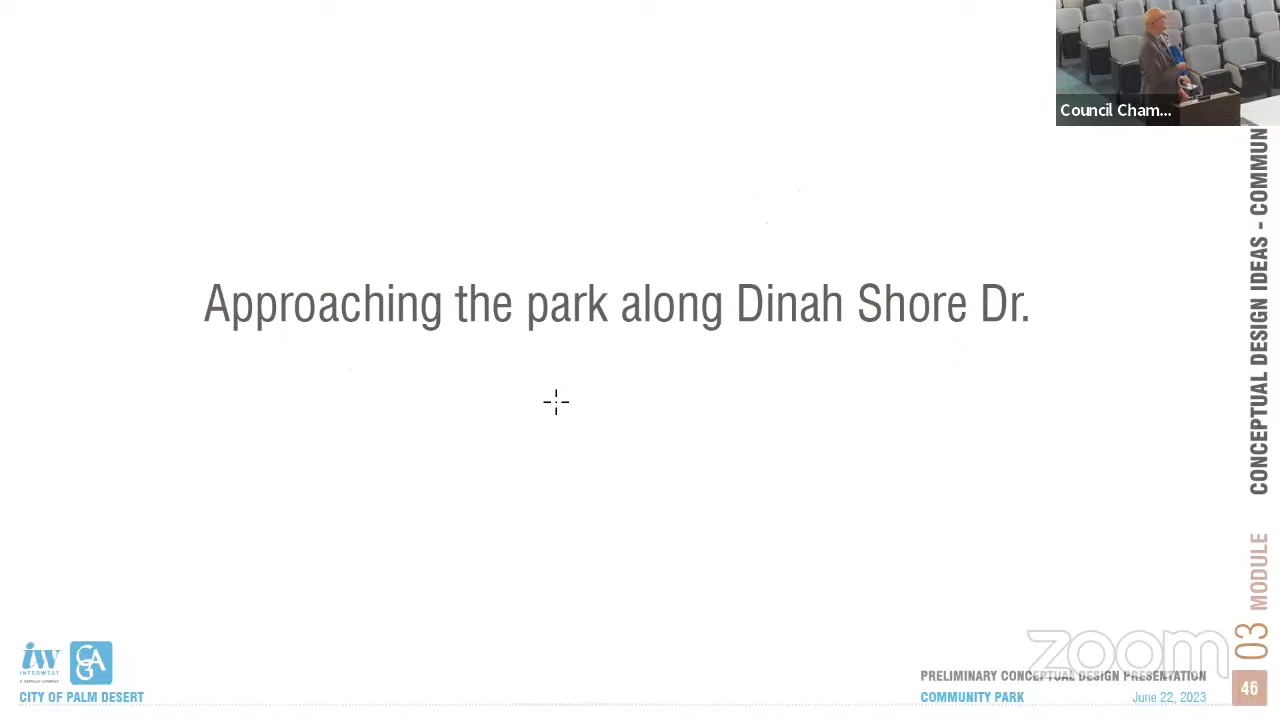 Council Cham...
Approaching the park along Dinah Shore Dr.
CONCEPTUAL DESIGN IDEAS - COMMUN
03 MODULE
iw
INTERWEST
CITY OF PALM DESERT
PRELIMINARY CONCEPTUAL DESIGN PRESENTATION
COMMUNITY PARK
June 22, 2023
46
zoom